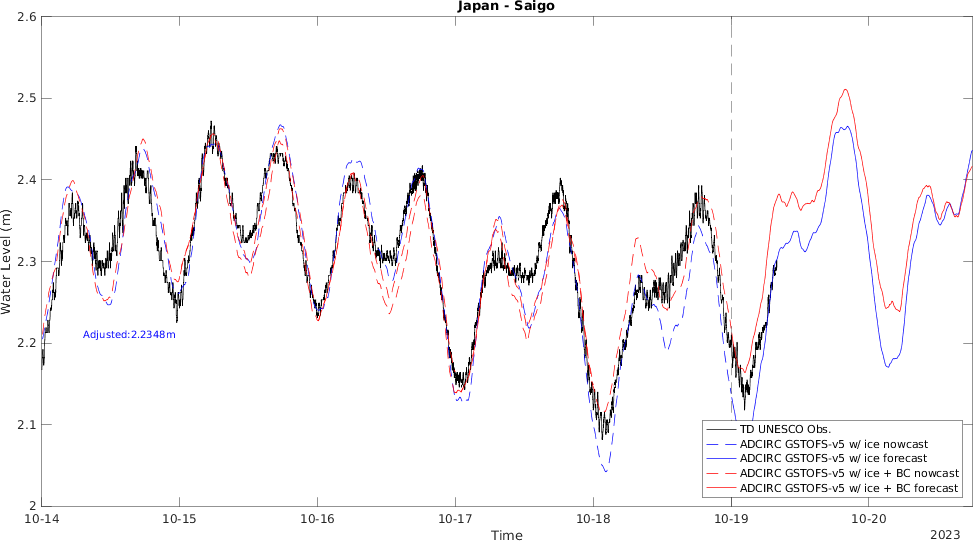 Japan - Saigo
2.6
2.5
2.4
2.3
2.2
2.1
2
Water Level (m)
Adjusted:2.2348m
TD UNESCO Obs.
ADCIRC GSTOFS-v5 w/ ice nowcast
ADCIRC GSTOFS-v5 w/ ice forecast
ADCIRC GSTOFS-v5 w/ ice + BC nowcast
ADCIRC GSTOFS-v5 w/ ice + BC forecast
10-14 10-15 10-16 10-17 10-18 10-19 10-20
Time
2023